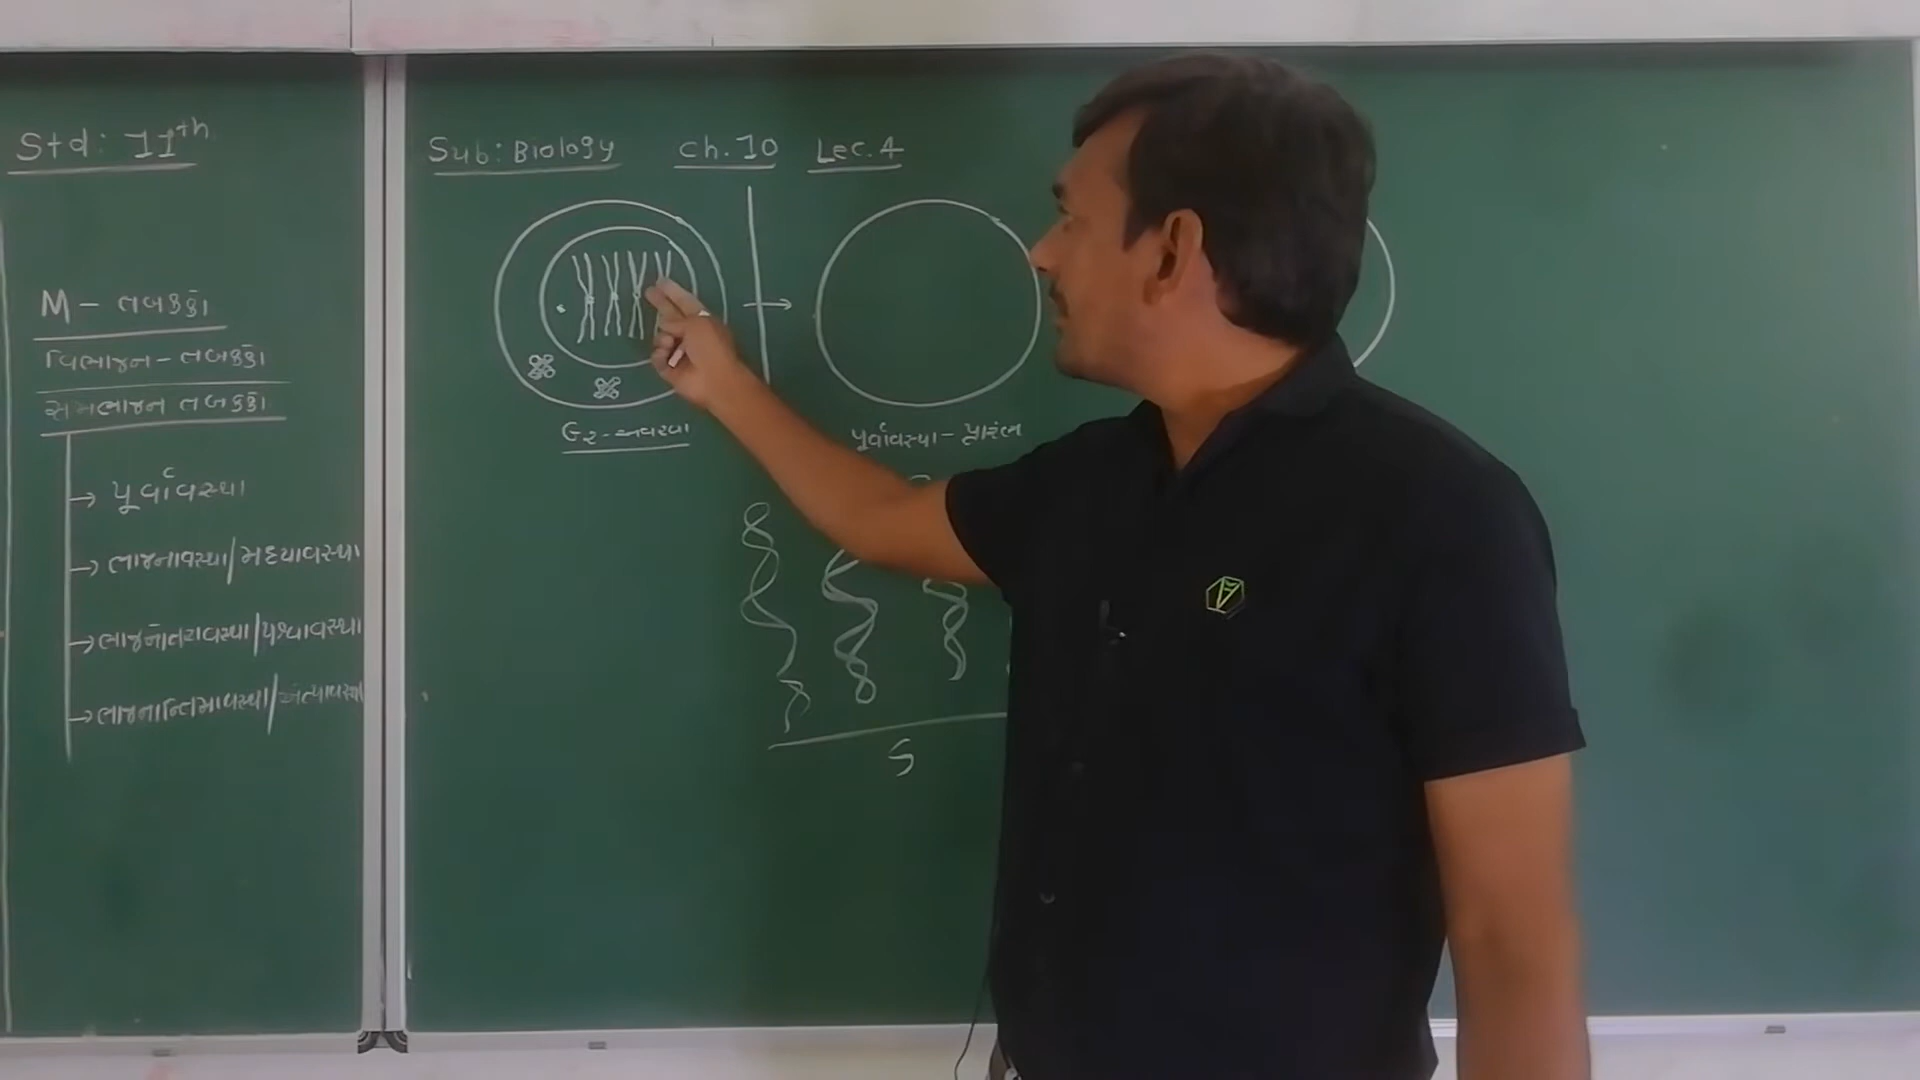 Std: 11th
Sub: Biology Ch. 10 Lec. 4
M - તબક્કો
વિભાજન - તબક્કો
સમભાજન તબક્કો
→ પૂર્વાવસ્થા
→ ભાજનાવસ્થા/મધ્યાવસ્થા
→ ભાજનોત્તરાવસ્થા/પશ્ચાવસ્થા
→ ભાજનાન્તિમાવસ્થા/અંત્યાવસ્થા
G2-અવસ્થા
પૂર્વાવસ્થા - પ્રારંભ
S